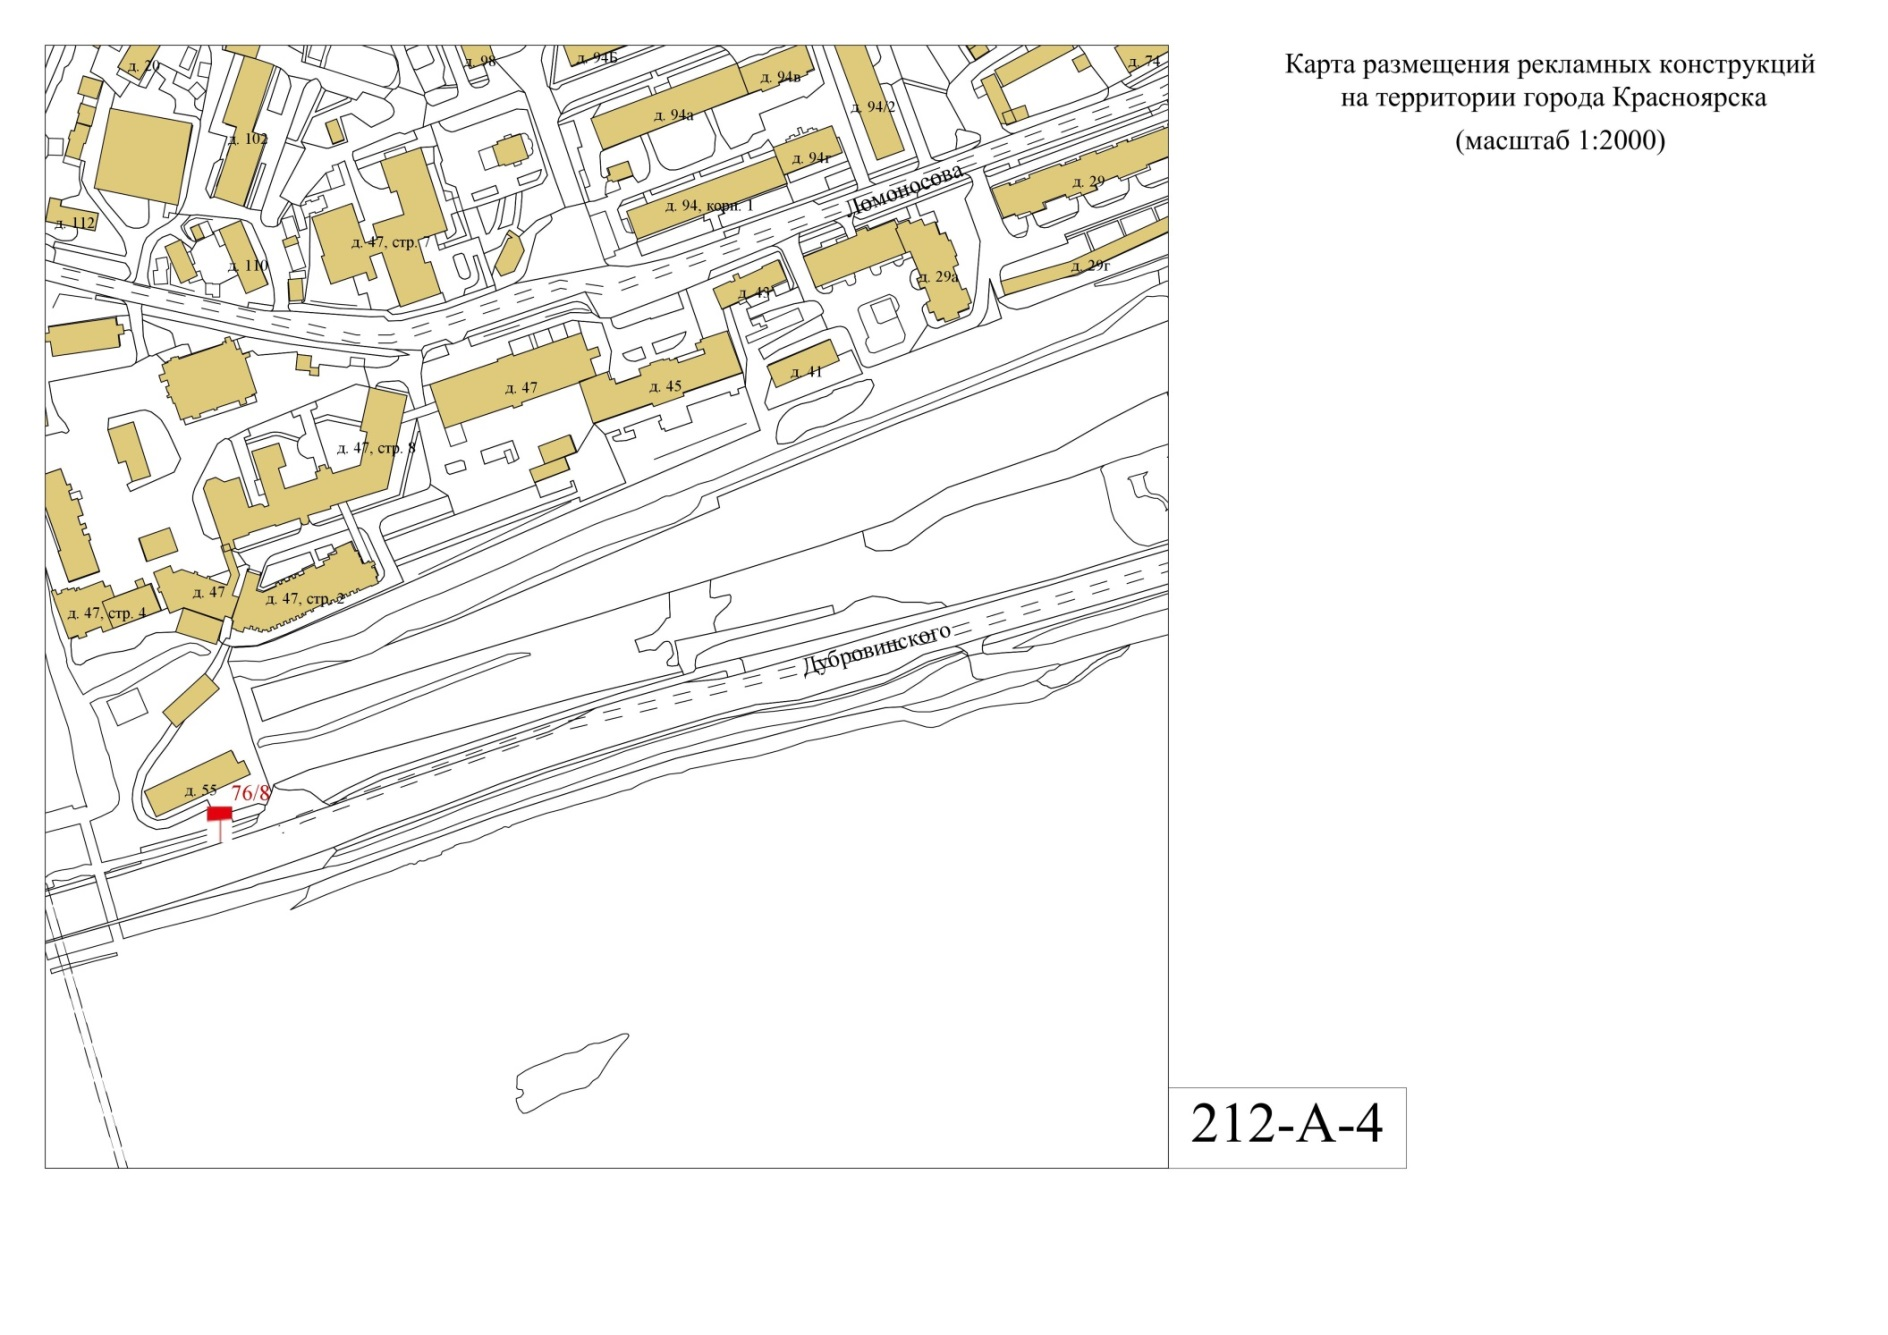 Карта размещения рекламных конструкций
на территории города Красноярска
(масштаб 1:2000)
д. 20
д. 98
д. 94Б
д. 94в
д. 74
д. 94а
д. 94/2
д. 102
д. 94г
д. 29
д. 94, корп. 1
Ломоносова
д. 112
д. 47, стр. 7
д. 110
д. 29г
д. 29а
д. 43
д. 41
д. 47
д. 45
д. 47, стр. 8
д. 47
д. 47, стр. 2
д. 47, стр. 4
Дубровинского
д. 55
76/8
212-А-4